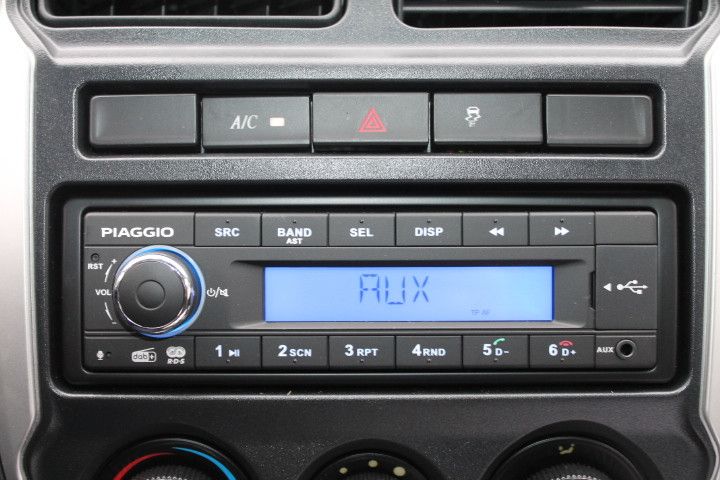 A/C
PIAGGIO SRC BAND AST SEL DISP
RST
VOL
AUX
TP AF
dab+ R·D·S 1 2 SCN 3 RPT 4 RND 5 D- 6 D+ AUX